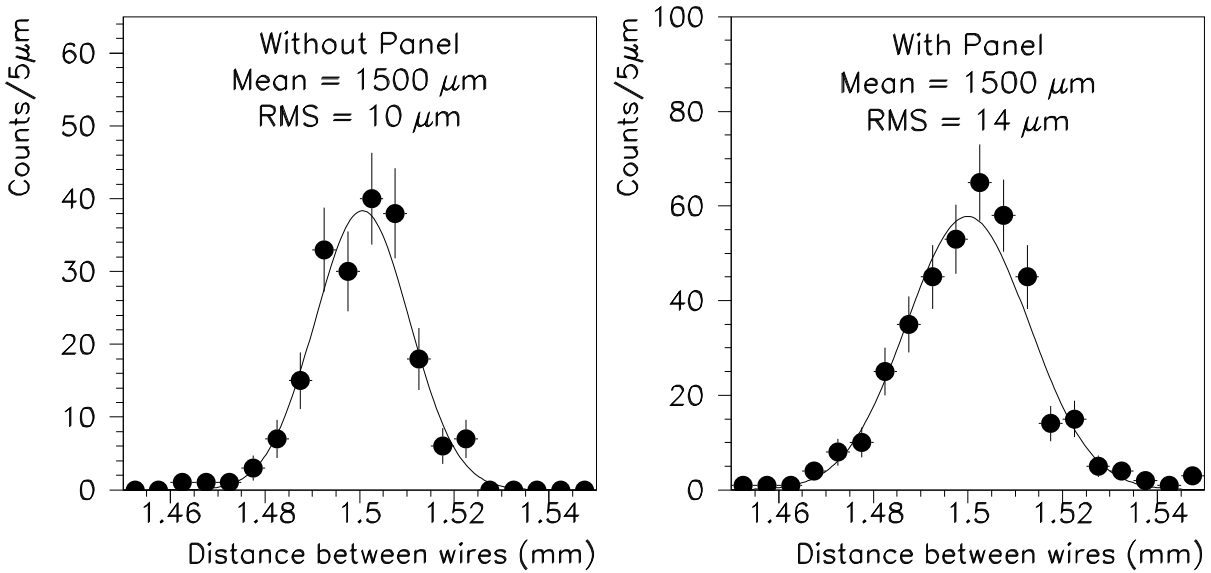 Without Panel
Mean = 1500 μm
RMS = 10 μm
Counts/5μm
60
50
40
30
20
10
0
1.46 1.48 1.5 1.52 1.54
Distance between wires (mm)
With Panel
Mean = 1500 μm
RMS = 14 μm
Counts/5μm
100
80
60
40
20
0
1.46 1.48 1.5 1.52 1.54
Distance between wires (mm)